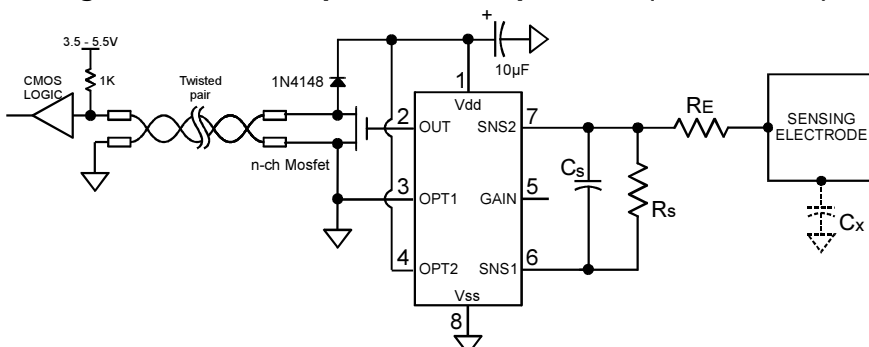 3.5 - 5.5V
1K
CMOS
LOGIC
Twisted
pair
1N4148
n-ch Mosfet
+
10µF
1
Vdd
2
OUT
SNS2
7
3
OPT1
GAIN
5
4
OPT2
SNS1
6
Vss
8
Cs
Rs
RE
SENSING
ELECTRODE
Cx